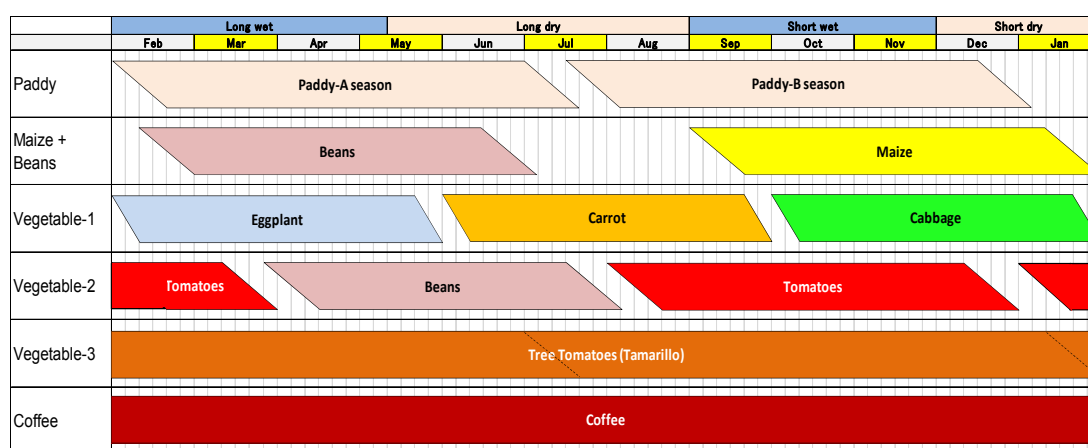 Long wet Long dry Short wet Short dry
Feb Mar Apr May Jun Jul Aug Sep Oct Nov Dec Jan
Paddy Paddy-A season Paddy-B season
Maize +
Beans Beans Maize
Vegetable-1 Eggplant Carrot Cabbage
Vegetable-2 Tomatoes Beans Tomatoes
Vegetable-3 Tree Tomatoes (Tamarillo)
Coffee Coffee